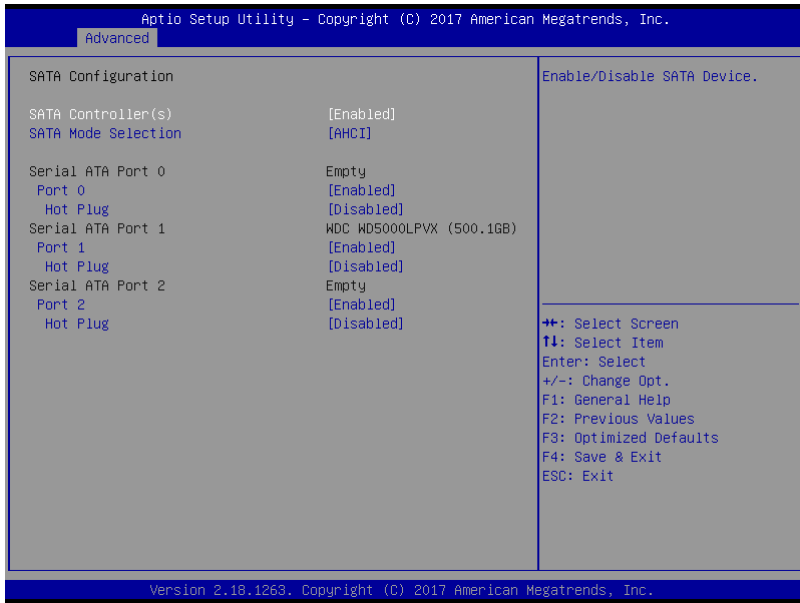 Aptio Setup Utility – Copyright (C) 2017 American Megatrends, Inc.
Advanced
SATA Configuration
SATA Controller(s) [Enabled]
SATA Mode Selection [AHCI]
Serial ATA Port 0 Empty
Port 0 [Enabled]
Hot Plug [Disabled]
Serial ATA Port 1 WDC WD5000LPVX (500.1GB)
Port 1 [Enabled]
Hot Plug [Disabled]
Serial ATA Port 2 Empty
Port 2 [Enabled]
Hot Plug [Disabled]
Enable/Disable SATA Device.
→←: Select Screen
↑↓: Select Item
Enter: Select
+/-: Change Opt.
F1: General Help
F2: Previous Values
F3: Optimized Defaults
F4: Save & Exit
ESC: Exit
Version 2.18.1263. Copyright (C) 2017 American Megatrends, Inc.